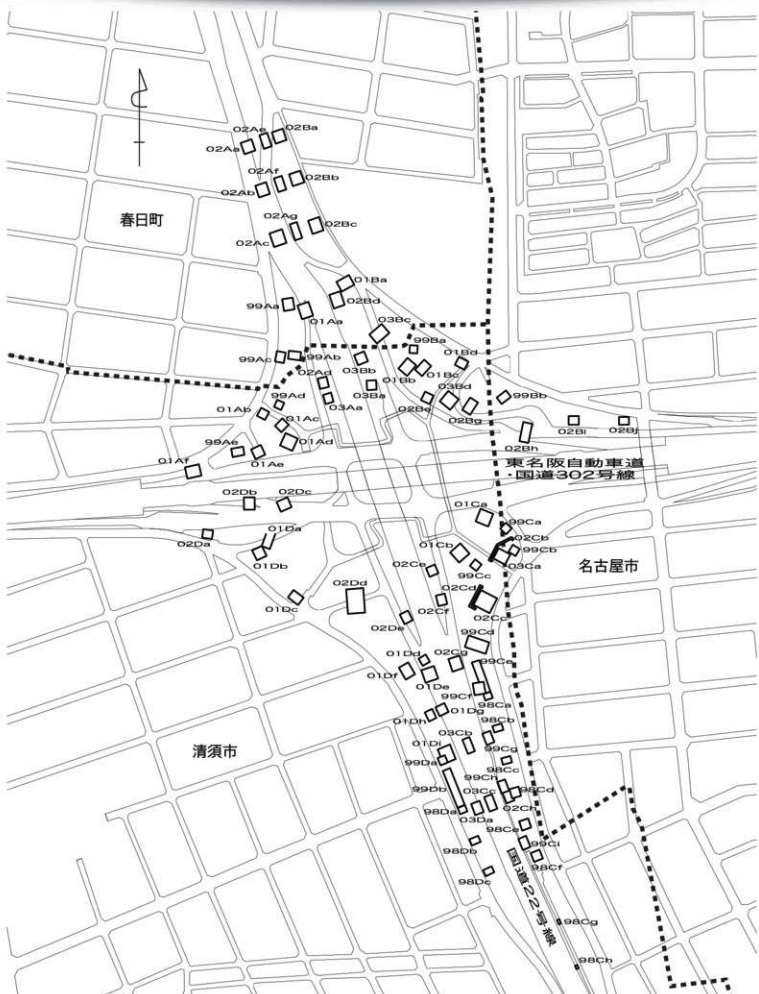 02Ae
02Ba
02Aa
02Af
02Bb
02Ab
春日町
02Ag
02Bc
02Ac
01Ba
99Aa
02Bd
01Aa
03Bc
99Ba
99Ac
99Ab
03Bb
01Bd
02Ad
01Bb
01Bc
03Ba
03Bd
99Ad
03Aa
02Be
99Bb
01Ab
01Ac
02Bg
02Bi
02Bj
99Ae
01Ad
02Bh
01Ae
01Af
東名阪自動車道
・国道302号線
02Db
02Dc
01Ca
99Ca
01Da
02Cb
02Da
01Cb
99Cb
01Db
03Ca
名古屋市
02Ce
99Cc
02Dd
02Cd
01Dc
02Cf
02Cc
02De
99Cd
01Dd
02Cg
99Ce
01Df
01De
99Cf
98Ca
01Dg
01Dh
98Cb
03Cb
01Di
清須市
99Cg
99Da
98Cc
99Ch
99Db
03Cc
98Cd
98Da
02Ch
03Da
98Ce
98Db
99Ci
98Cf
98Dc
国道22号線
98Cg
98Ch